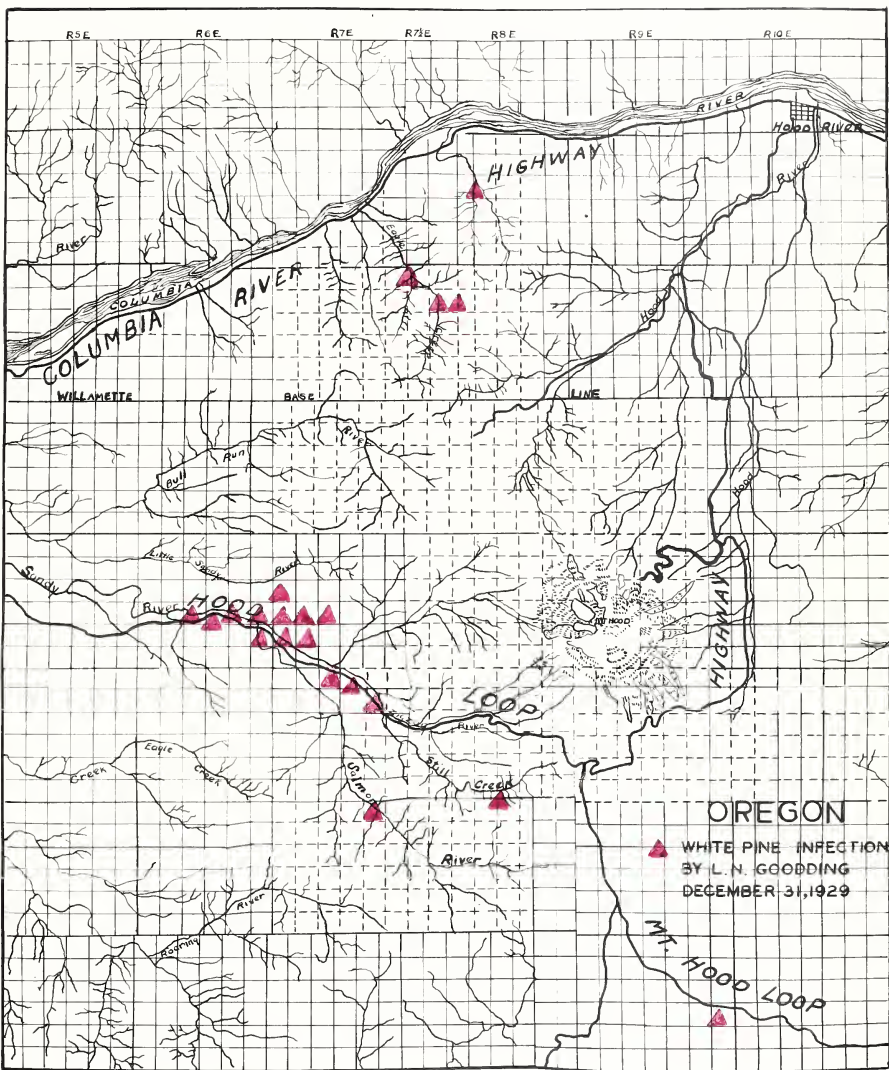 R5E R6E R7E R7½E R8E R9E R10E
RIVER
HOOD RIVER
HIGHWAY
River
River
Eagle
COLUMBIA
RIVER
COLUMBIA
Hood
Creek
WILLAMETTE BASE LINE
River
Run
Bull
Hood
Little
Sandy
River
Sandy
River
HOOD
MT HOOD
HIGHWAY
LOOP
River
Still
Eagle
Creek
Creek
Salmon
Creek
OREGON
WHITE PINE INFECTION
BY L. N. GOODDING
DECEMBER 31, 1929
River
River
Roaring
MT. HOOD LOOP